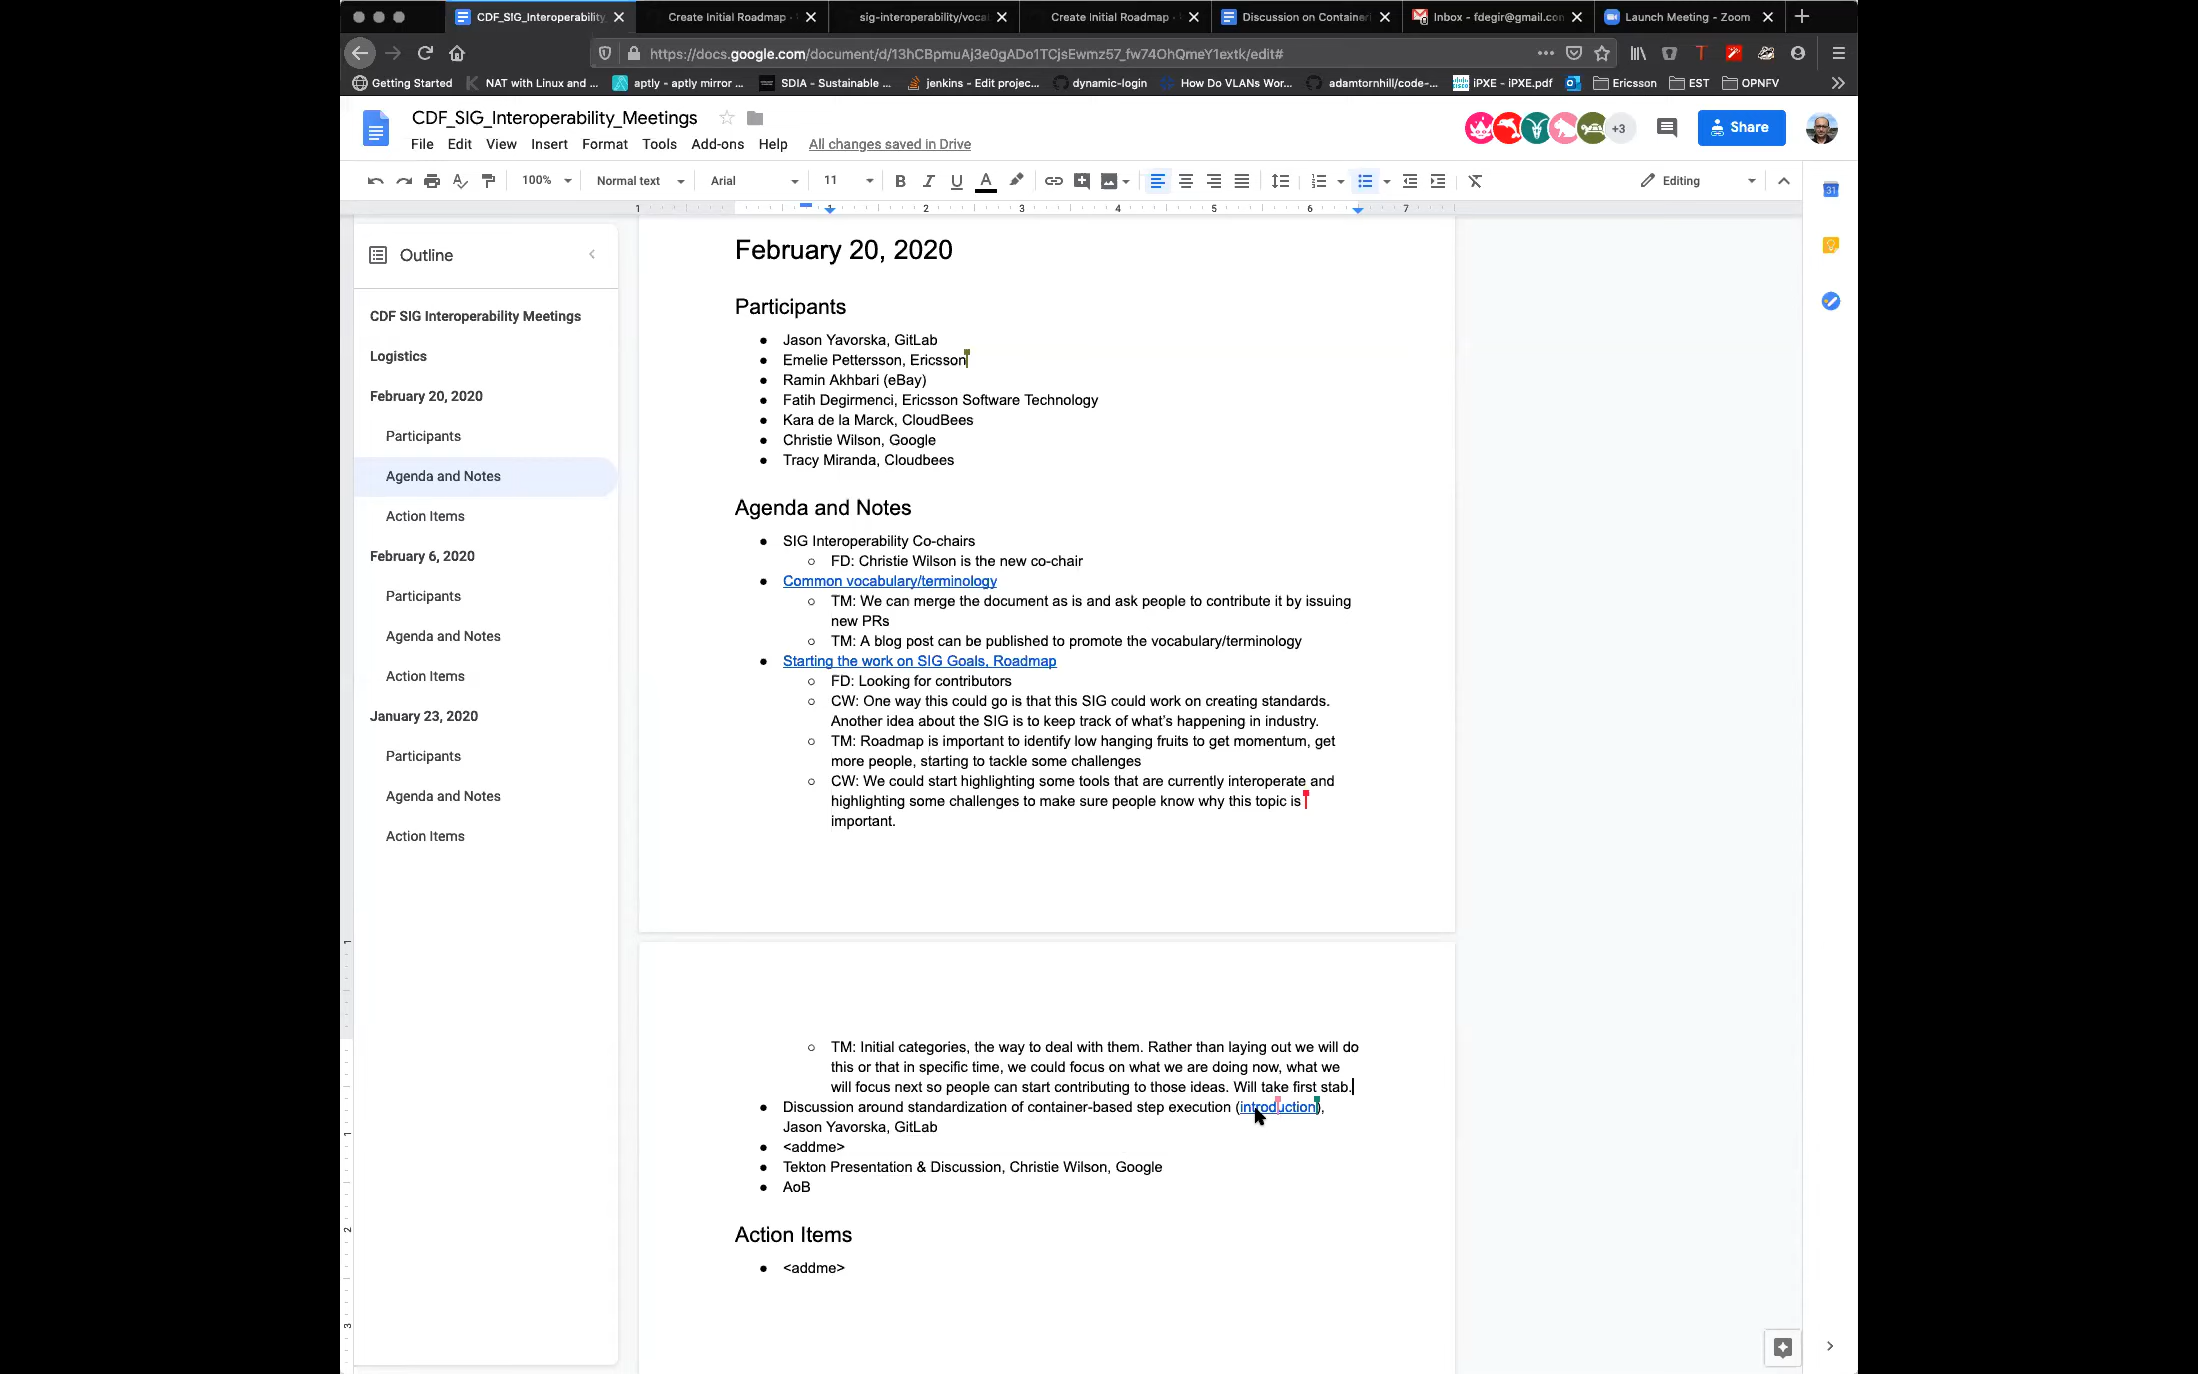 CDF_SIG_Interoperability
Create Initial Roadmap ·
sig-interoperability/voca
Create Initial Roadmap ·
Discussion on Container
Inbox - fdegir@gmail.com
Launch Meeting - Zoom
https://docs.google.com/document/d/13hCBpmuAj3e0gADo1TCjsEwmz57_fw74OhQmeY1extk/edit#
Getting Started
NAT with Linux and ...
aptly - aptly mirror ...
SDIA - Sustainable ...
jenkins - Edit projec...
dynamic-login
How Do VLANs Wor...
adamtornhill/code-...
iPXE - iPXE.pdf
Ericsson
EST
OPNFV
CDF_SIG_Interoperability_Meetings
+3
Share
File Edit View Insert Format Tools Add-ons Help All changes saved in Drive
100% Normal text Arial 11 B I U A Editing
31
1 1 2 3 4 5 6 7
Outline
CDF SIG Interoperability Meetings
Logistics
February 20, 2020
Participants
Agenda and Notes
Action Items
February 6, 2020
Participants
Agenda and Notes
Action Items
January 23, 2020
Participants
Agenda and Notes
Action Items
1
1
2
3
February 20, 2020
Participants
● Jason Yavorska, GitLab
● Emelie Pettersson, Ericsson
● Ramin Akhbari (eBay)
● Fatih Degirmenci, Ericsson Software Technology
● Kara de la Marck, CloudBees
● Christie Wilson, Google
● Tracy Miranda, Cloudbees
Agenda and Notes
● SIG Interoperability Co-chairs
○ FD: Christie Wilson is the new co-chair
● Common vocabulary/terminology
○ TM: We can merge the document as is and ask people to contribute it by issuing
new PRs
○ TM: A blog post can be published to promote the vocabulary/terminology
● Starting the work on SIG Goals, Roadmap
○ FD: Looking for contributors
○ CW: One way this could go is that this SIG could work on creating standards.
Another idea about the SIG is to keep track of what's happening in industry.
○ TM: Roadmap is important to identify low hanging fruits to get momentum, get
more people, starting to tackle some challenges
○ CW: We could start highlighting some tools that are currently interoperate and
highlighting some challenges to make sure people know why this topic is
important.
○ TM: Initial categories, the way to deal with them. Rather than laying out we will do
this or that in specific time, we could focus on what we are doing now, what we
will focus next so people can start contributing to those ideas. Will take first stab.
● Discussion around standardization of container-based step execution (introduction),
Jason Yavorska, GitLab
● <addme>
● Tekton Presentation & Discussion, Christie Wilson, Google
● AoB
Action Items
● <addme>